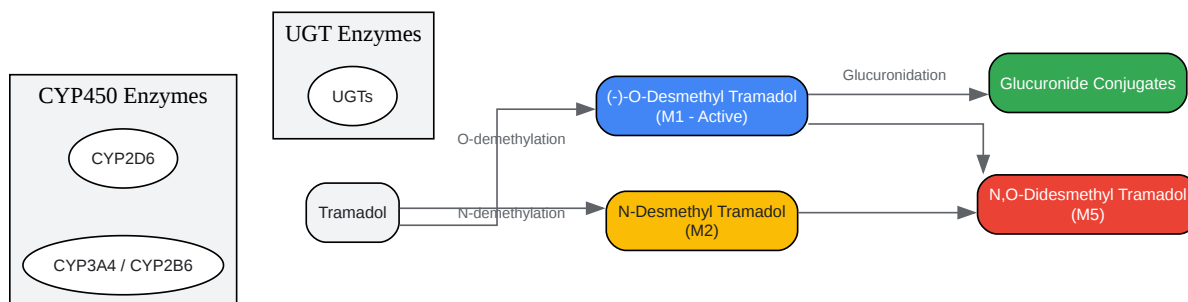 UGT Enzymes
UGTs
CYP450 Enzymes
CYP2D6
CYP3A4 / CYP2B6
Tramadol
O-demethylation
N-demethylation
(-)-O-Desmethyl Tramadol
(M1 - Active)
N-Desmethyl Tramadol
(M2)
Glucuronidation
Glucuronide Conjugates
N,O-Didesmethyl Tramadol
(M5)